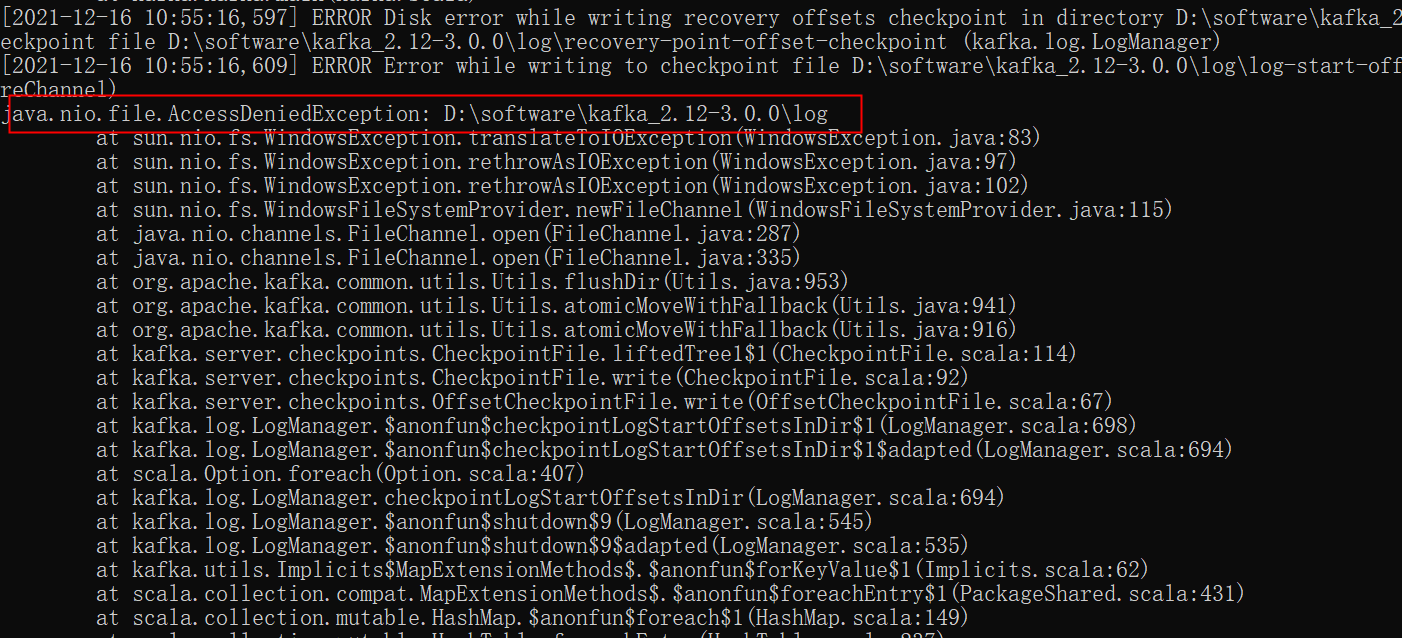 [2021-12-16 10:55:16,597] ERROR Disk error while writing recovery offsets checkpoint in directory D:\software\kafka_2
eckpoint file D:\software\kafka_2.12-3.0.0\log\recovery-point-offset-checkpoint (kafka.log.LogManager)
[2021-12-16 10:55:16,609] ERROR Error while writing to checkpoint file D:\software\kafka_2.12-3.0.0\log\log-start-off
reChannel)
java.nio.file.AccessDeniedException: D:\software\kafka_2.12-3.0.0\log
at sun.nio.fs.WindowsException.translateToIOException(WindowsException.java:83)
at sun.nio.fs.WindowsException.rethrowAsIOException(WindowsException.java:97)
at sun.nio.fs.WindowsException.rethrowAsIOException(WindowsException.java:102)
at sun.nio.fs.WindowsFileSystemProvider.newFileChannel(WindowsFileSystemProvider.java:115)
at java.nio.channels.FileChannel.open(FileChannel.java:287)
at java.nio.channels.FileChannel.open(FileChannel.java:335)
at org.apache.kafka.common.utils.Utils.flushDir(Utils.java:953)
at org.apache.kafka.common.utils.Utils.atomicMoveWithFallback(Utils.java:941)
at org.apache.kafka.common.utils.Utils.atomicMoveWithFallback(Utils.java:916)
at kafka.server.checkpoints.CheckpointFile.liftedTree1$1(CheckpointFile.scala:114)
at kafka.server.checkpoints.CheckpointFile.write(CheckpointFile.scala:92)
at kafka.server.checkpoints.OffsetCheckpointFile.write(OffsetCheckpointFile.scala:67)
at kafka.log.LogManager.$anonfun$checkpointLogStartOffsetsInDir$1(LogManager.scala:698)
at kafka.log.LogManager.$anonfun$checkpointLogStartOffsetsInDir$1$adapted(LogManager.scala:694)
at scala.Option.foreach(Option.scala:407)
at kafka.log.LogManager.checkpointLogStartOffsetsInDir(LogManager.scala:694)
at kafka.log.LogManager.$anonfun$shutdown$9(LogManager.scala:545)
at kafka.log.LogManager.$anonfun$shutdown$9$adapted(LogManager.scala:535)
at kafka.utils.Implicits$MapExtensionMethods$.$anonfun$forKeyValue$1(Implicits.scala:62)
at scala.collection.compat.MapExtensionMethods$.$anonfun$foreachEntry$1(PackageShared.scala:431)
at scala.collection.mutable.HashMap.$anonfun$foreach$1(HashMap.scala:149)